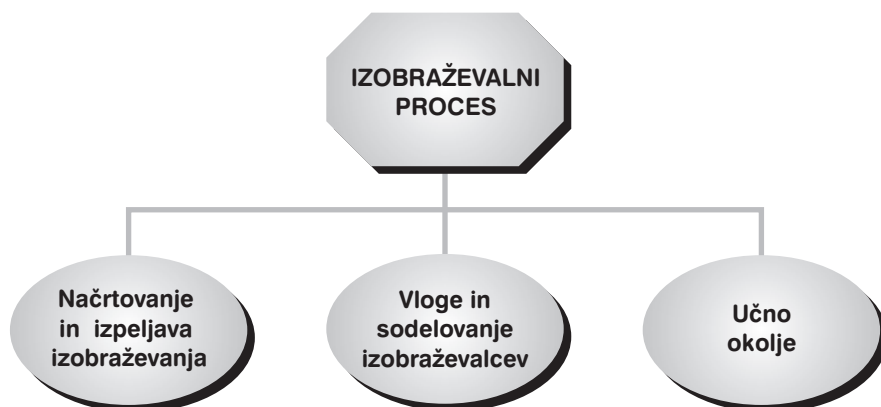 IZOBRAŽEVALNI
PROCES
Načrtovanje
in izpeljava
izobraževanja
Vloge in
sodelovanje
izobraževalcev
Učno
okolje